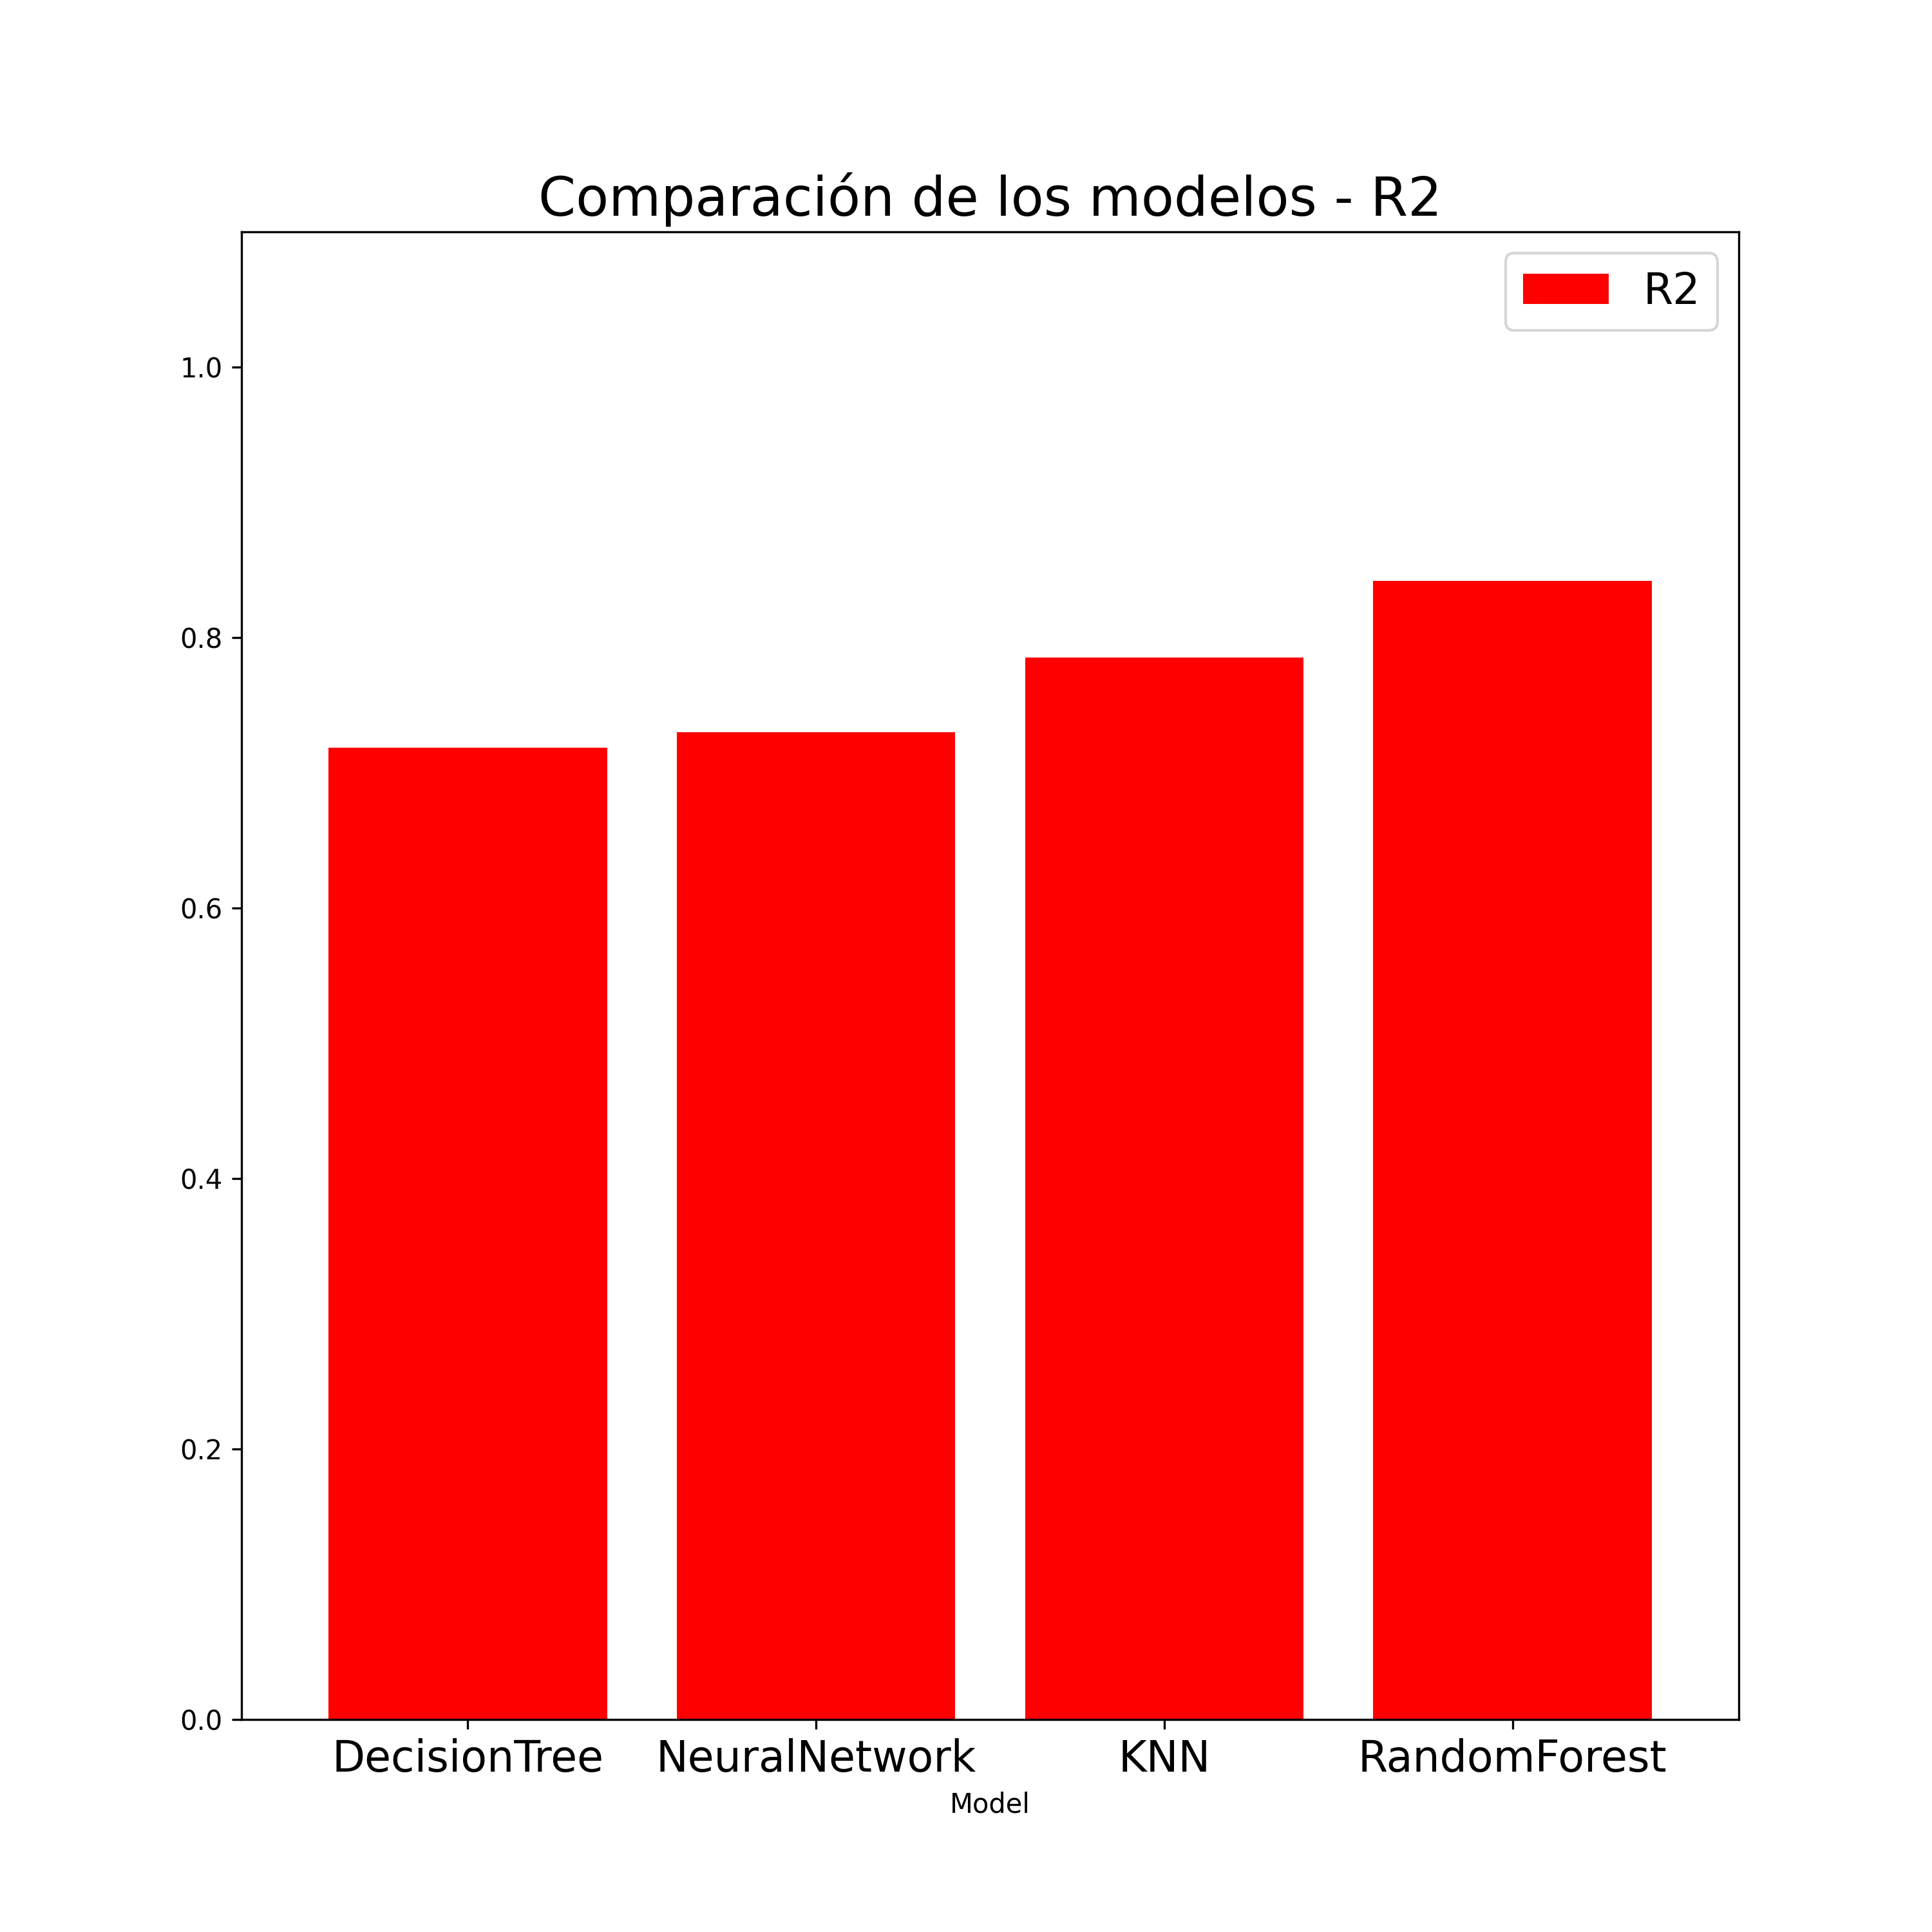 Comparación de los modelos - R2
R2
1.0
0.8
0.6
0.4
0.2
0.0
DecisionTree NeuralNetwork KNN RandomForest
Model